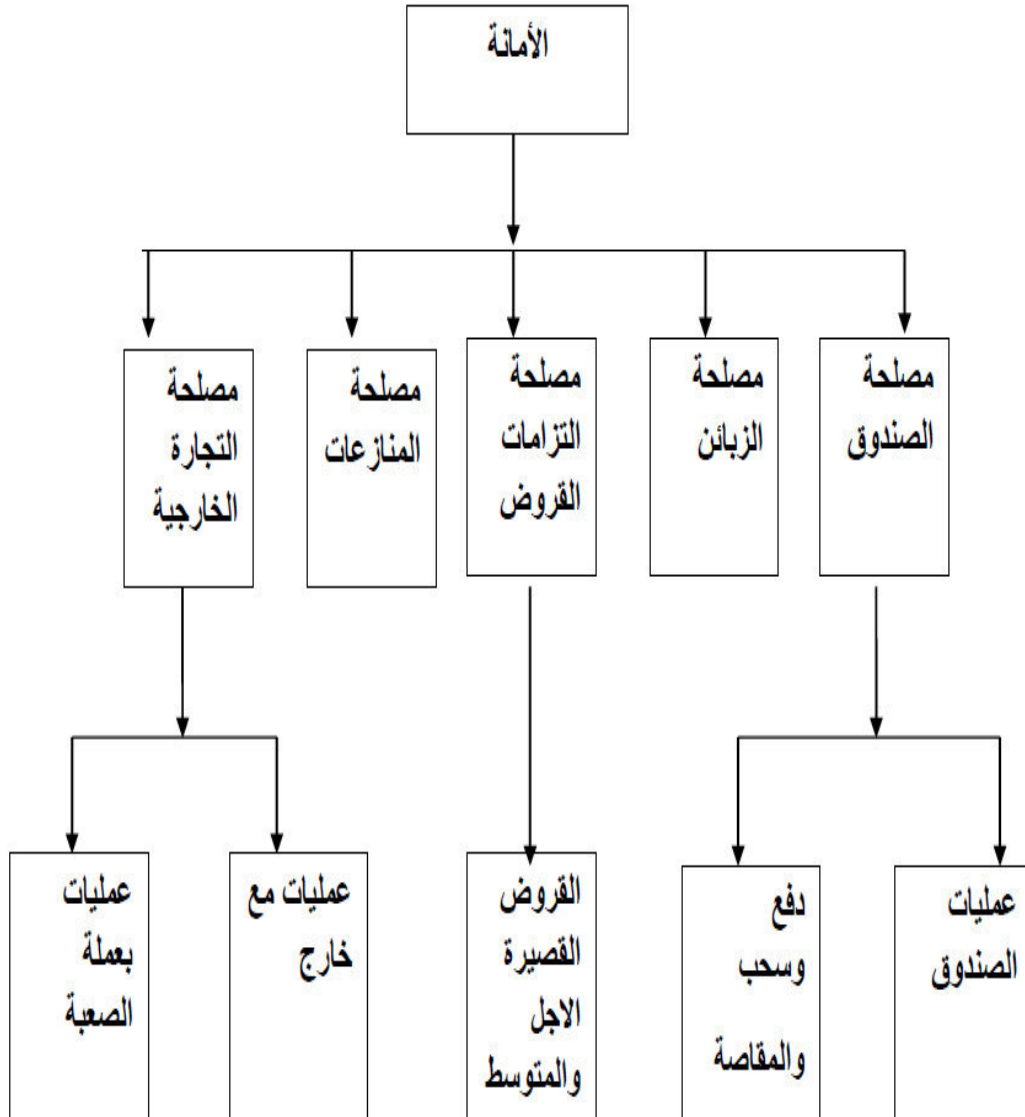 الأمانة
مصلحة
الصندوق
مصلحة
الزبائن
مصلحة
التزامات
القروض
مصلحة
المنازعات
مصلحة
التجارة
الخارجية
عمليات
الصندوق
دفع
وسحب
والمقاصة
القروض
القصيرة
الاجل
والمتوسط
عمليات مع
خارج
عمليات
بعملة
الصعبة